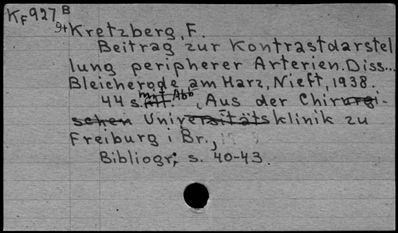 KF927 B
9+ Kretzberg, F.
Beitrag zur Kontrastdarstel
lung peripherer Arterien. Diss...
Bleicherode am Harz, Nieft, 1938.
44 s. mit Abb., Aus der Chirurgi-
schen Universitätsklinik zu
Freiburg i Br.,
Bibliogr.; s. 40-43.